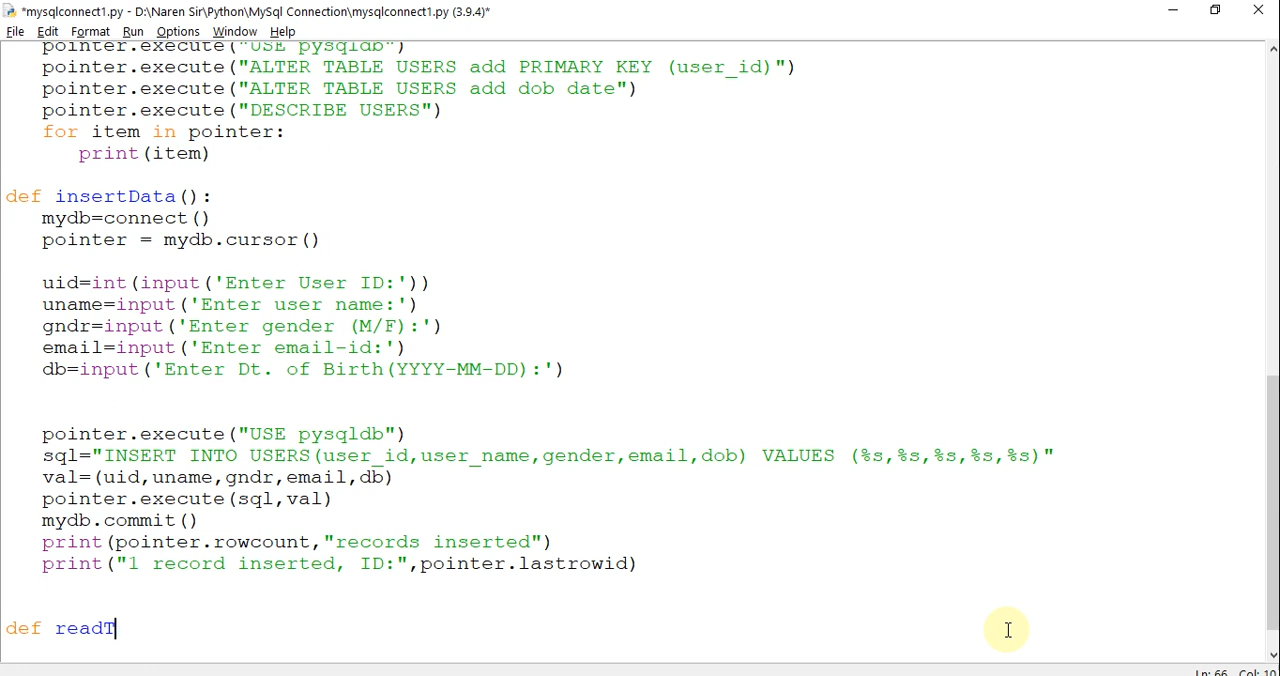 *mysqlconnect1.py - D:\Naren Sir\Python\MySql Connection\mysqlconnect1.py (3.9.4)*
File Edit Format Run Options Window Help
pointer.execute("USE pysqldb")
pointer.execute("ALTER TABLE USERS add PRIMARY KEY (user_id)")
pointer.execute("ALTER TABLE USERS add dob date")
pointer.execute("DESCRIBE USERS")
for item in pointer:
print(item)
def insertData():
mydb=connect()
pointer = mydb.cursor()
uid=int(input('Enter User ID:'))
uname=input('Enter user name:')
gndr=input('Enter gender (M/F):')
email=input('Enter email-id:')
db=input('Enter Dt. of Birth(YYYY-MM-DD):')
pointer.execute("USE pysqldb")
sql="INSERT INTO USERS(user_id,user_name,gender,email,dob) VALUES (%s,%s,%s,%s,%s)"
val=(uid,uname,gndr,email,db)
pointer.execute(sql,val)
mydb.commit()
print(pointer.rowcount,"records inserted")
print("1 record inserted, ID:",pointer.lastrowid)
def readT
Ln: 66 Col: 10